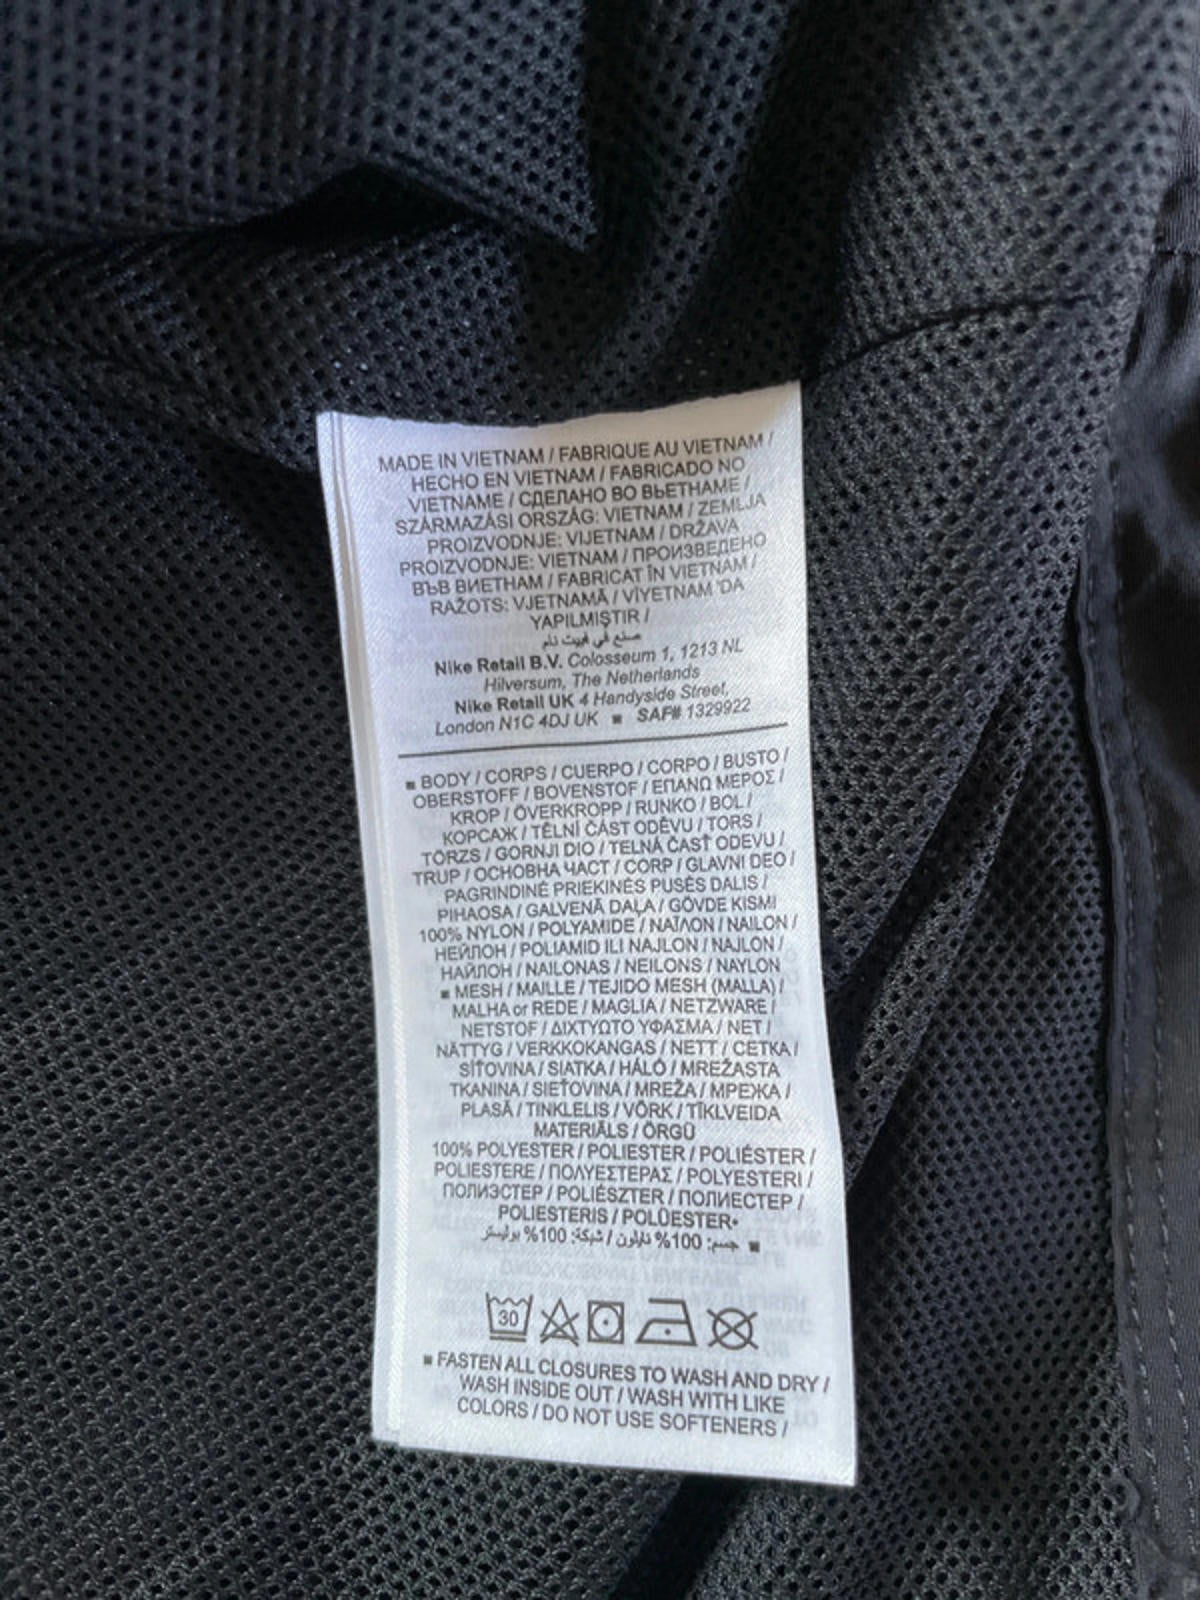 MADE IN VIETNAM / FABRIQUE AU VIETNAM /
HECHO EN VIETNAM / FABRICADO NO
VIETNAME / СДЕЛАНО ВО ВЬЕТНАМЕ /
SZÁRMAZÁSI ORSZÁG: VIETNAM / ZEMLJA
PROIZVODNJE: VIJETNAM / DRŽAVA
PROIZVODNJE: VIETNAM / ПРОИЗВЕДЕНО
ВЪВ ВИЕТНАМ / FABRICAT ÎN VIETNAM /
RAŽOTS: VJETNAMĀ / VİYETNAM 'DA
YAPILMIŞTIR /
صنع في فييت نام
Nike Retail B.V. Colosseum 1, 1213 NL
Hilversum, The Netherlands
Nike Retail UK 4 Handyside Street,
London N1C 4DJ UK ■ SAF# 1329922
■ BODY / CORPS / CUERPO / CORPO / BUSTO /
OBERSTOFF / BOVENSTOF / ΕΠΑΝΩ ΜΕΡΟΣ /
KROP / ÖVERKROPP / RUNKO / BOL /
КОРСАЖ / TĚLNÍ ČÁST ODĚVU / TORS /
TÖRZS / GORNJI DIO / TELNÁ ČASŤ ODEVU /
TRUP / ОСНОВНА ЧАСТ / CORP / GLAVNI DEO /
PAGRINDINĖ PRIEKINĖS PUSĖS DALIS /
PIHAOSA / GALVENĀ DAĻA / GÖVDE KISMI
100% NYLON / POLYAMIDE / ΝΑΪΛΟΝ / NAILON /
НЕЙЛОН / POLIAMID ILI NAJLON / NAJLON /
НАЙЛОН / NAILONAS / NEILONS / NAYLON
■ MESH / MAILLE / TEJIDO MESH (MALLA) /
MALHA or REDE / MAGLIA / NETZWARE /
NETSTOF / ΔΙΧΤΥΩΤΟ ΥΦΑΣΜΑ / NET /
NÄTTYG / VERKKOKANGAS / NETT / СЕТКА /
SÍŤOVINA / SIATKA / HÁLÓ / MREŽASTA
TKANINA / SIEŤOVINA / MREŽA / МРЕЖА /
PLASĂ / TINKLELIS / VÕRK / TĪKLVEIDA
MATERIĀLS / ÖRGÜ
100% POLYESTER / POLIESTER / POLIÉSTER /
POLIESTERE / ΠΟΛΥΕΣΤΕΡΑΣ / POLYESTERI /
ПОЛИЭСТЕР / POLIÉSZTER / ПОЛИЕСТЕР /
POLIESTERIS / POLÜESTER•
■ جسم: 100% نايلون / شبكة: 100% بوليستر
30
■ FASTEN ALL CLOSURES TO WASH AND DRY /
WASH INSIDE OUT / WASH WITH LIKE
COLORS / DO NOT USE SOFTENERS /